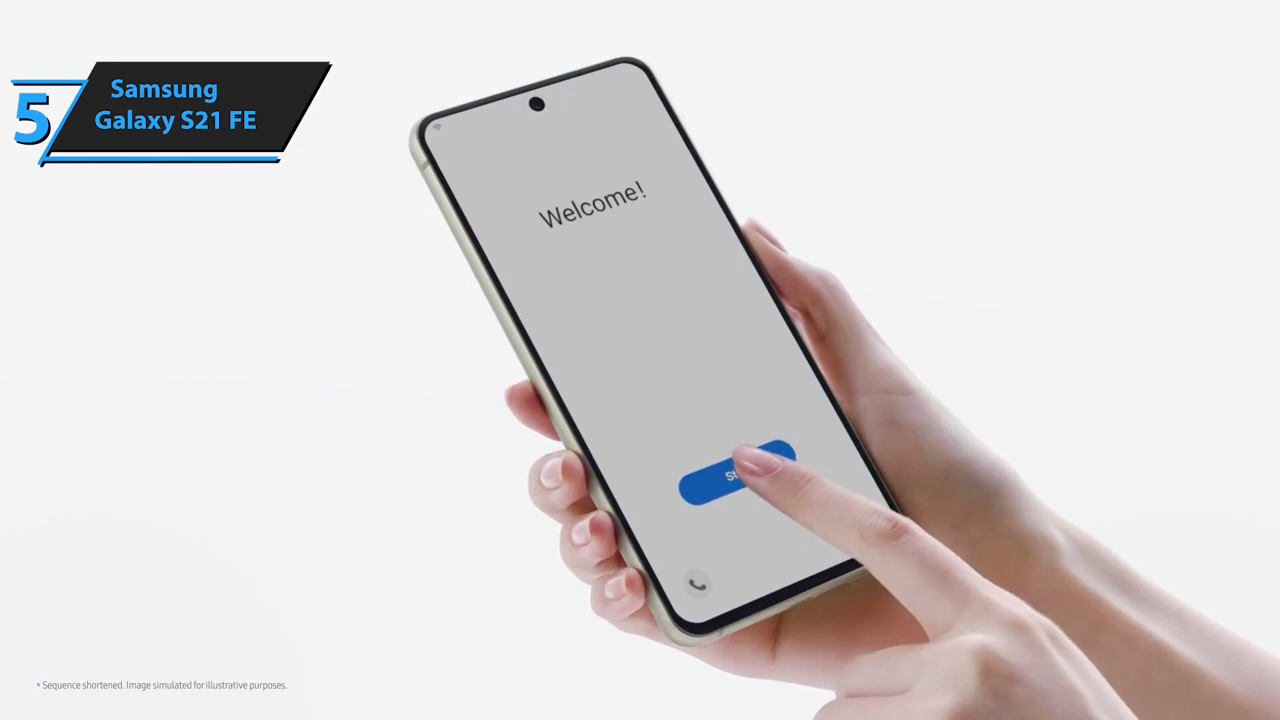 5
Samsung
Galaxy S21 FE
Welcome!
* Sequence shortened. Image simulated for illustrative purposes.